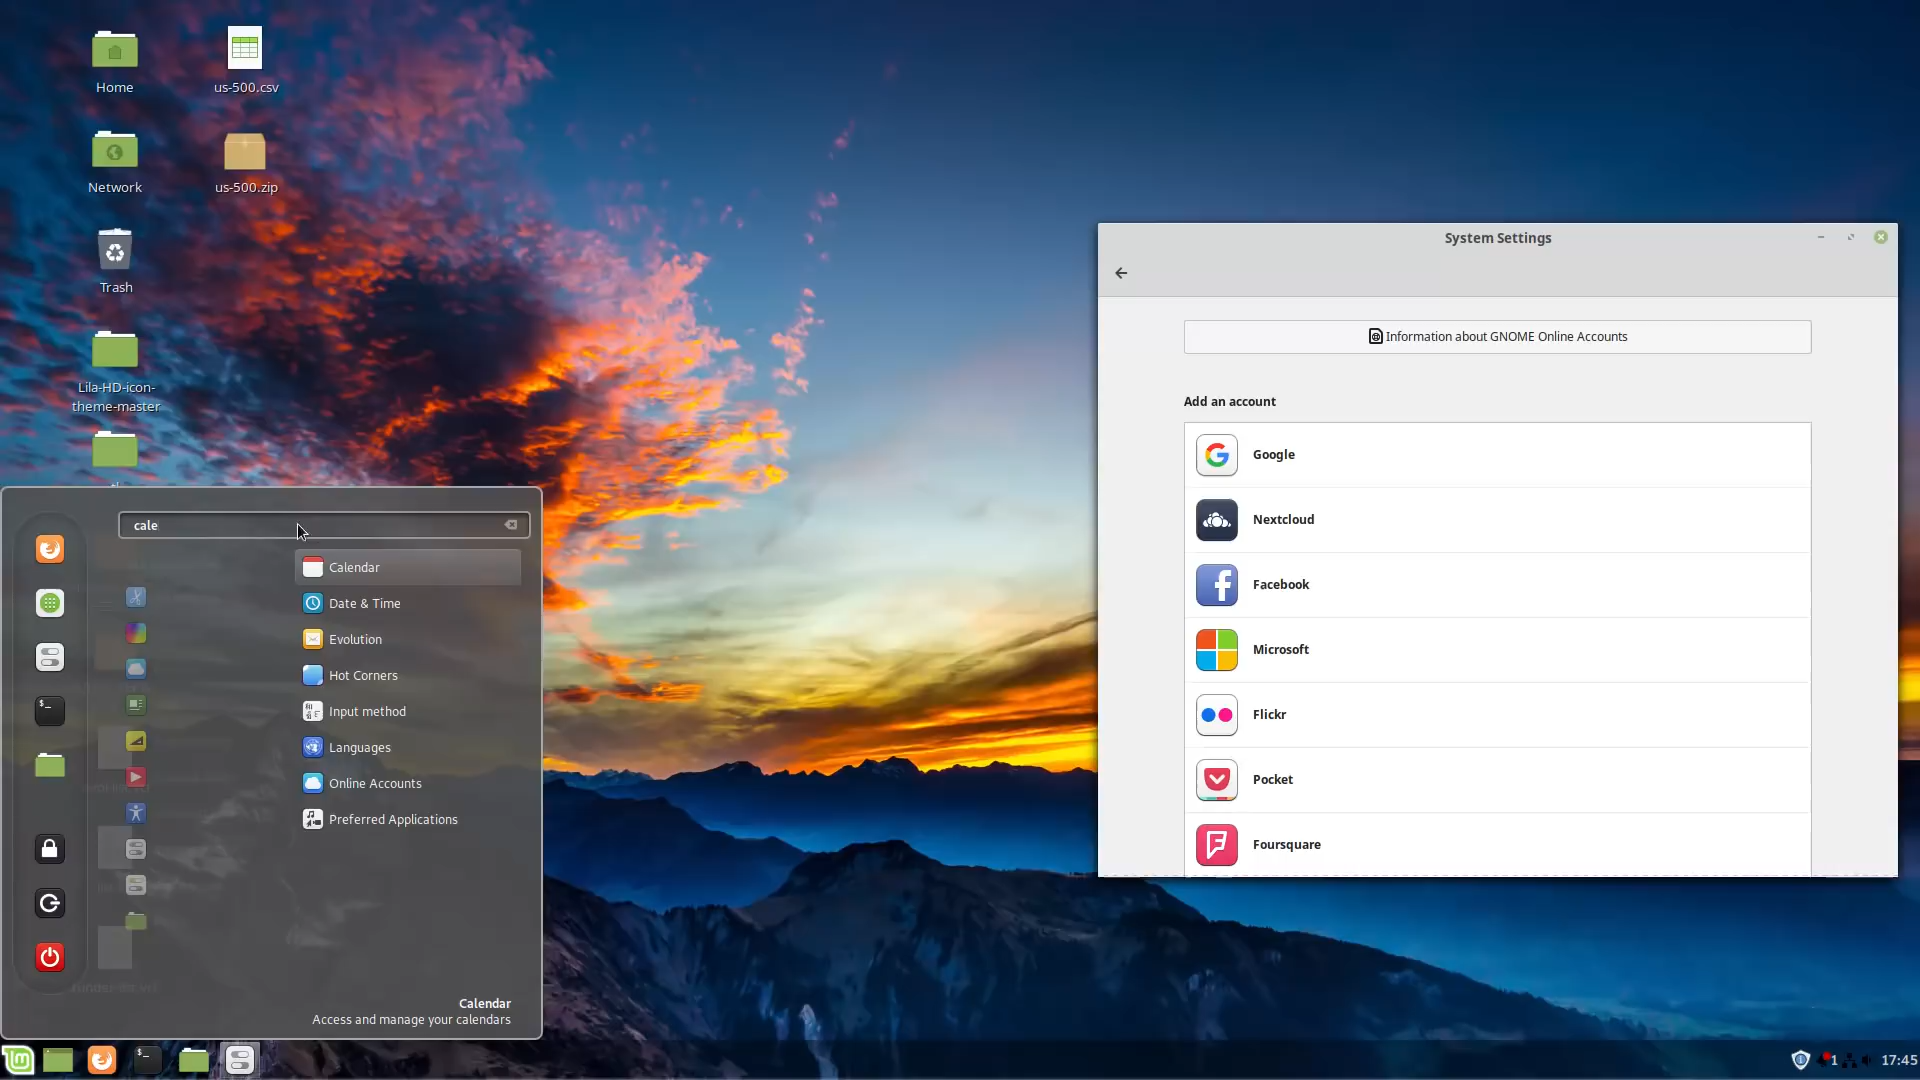 Home
us-500.csv
Network
us-500.zip
Trash
Lila-HD-icon-
theme-master
cale
Calendar
Date & Time
Evolution
Hot Corners
Input method
Languages
Online Accounts
Preferred Applications
Calendar
Access and manage your calendars
System Settings
Information about GNOME Online Accounts
Add an account
Google
Nextcloud
Facebook
Microsoft
Flickr
Pocket
Foursquare
1
17:45